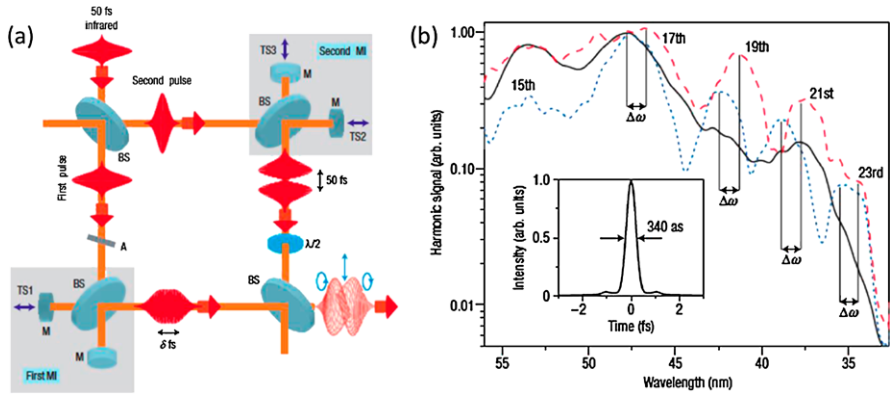 (a)
50 fs
infrared
Second pulse
TS3
Second MI
M
BS
M
TS2
BS
First pulse
50 fs
A
λ/2
TS1
BS
BS
M
M
δ fs
First MI
(b)
Harmonic signal (arb. units)
1.00
0.10
0.01
15th
17th
19th
21st
23rd
Δω
Δω
Δω
Δω
Intensity (arb. units)
1.0
0.5
0
340 as
−2
0
2
Time (fs)
55
50
45
40
35
Wavelength (nm)